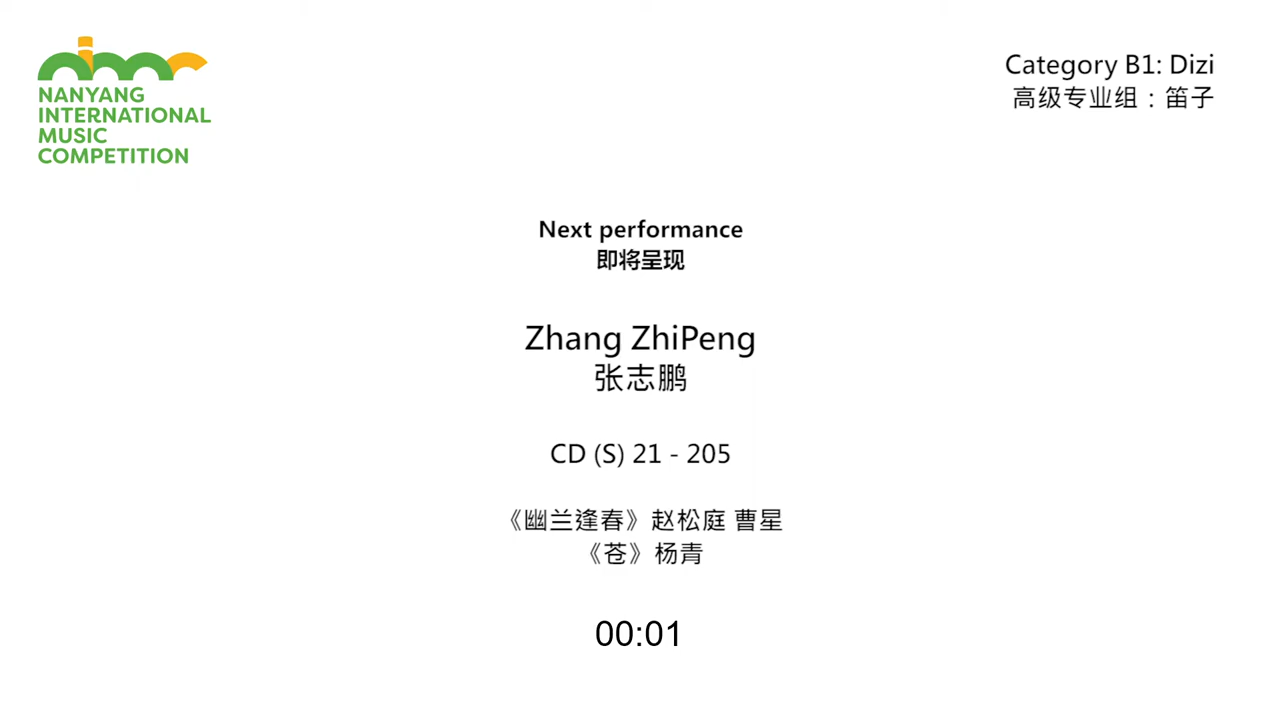 NANYANG
INTERNATIONAL
MUSIC
COMPETITION
Category B1: Dizi
高级专业组：笛子
Next performance
即将呈现
Zhang ZhiPeng
张志鹏
CD (S) 21 - 205
《幽兰逢春》赵松庭 曹星
《苍》杨青
00:01